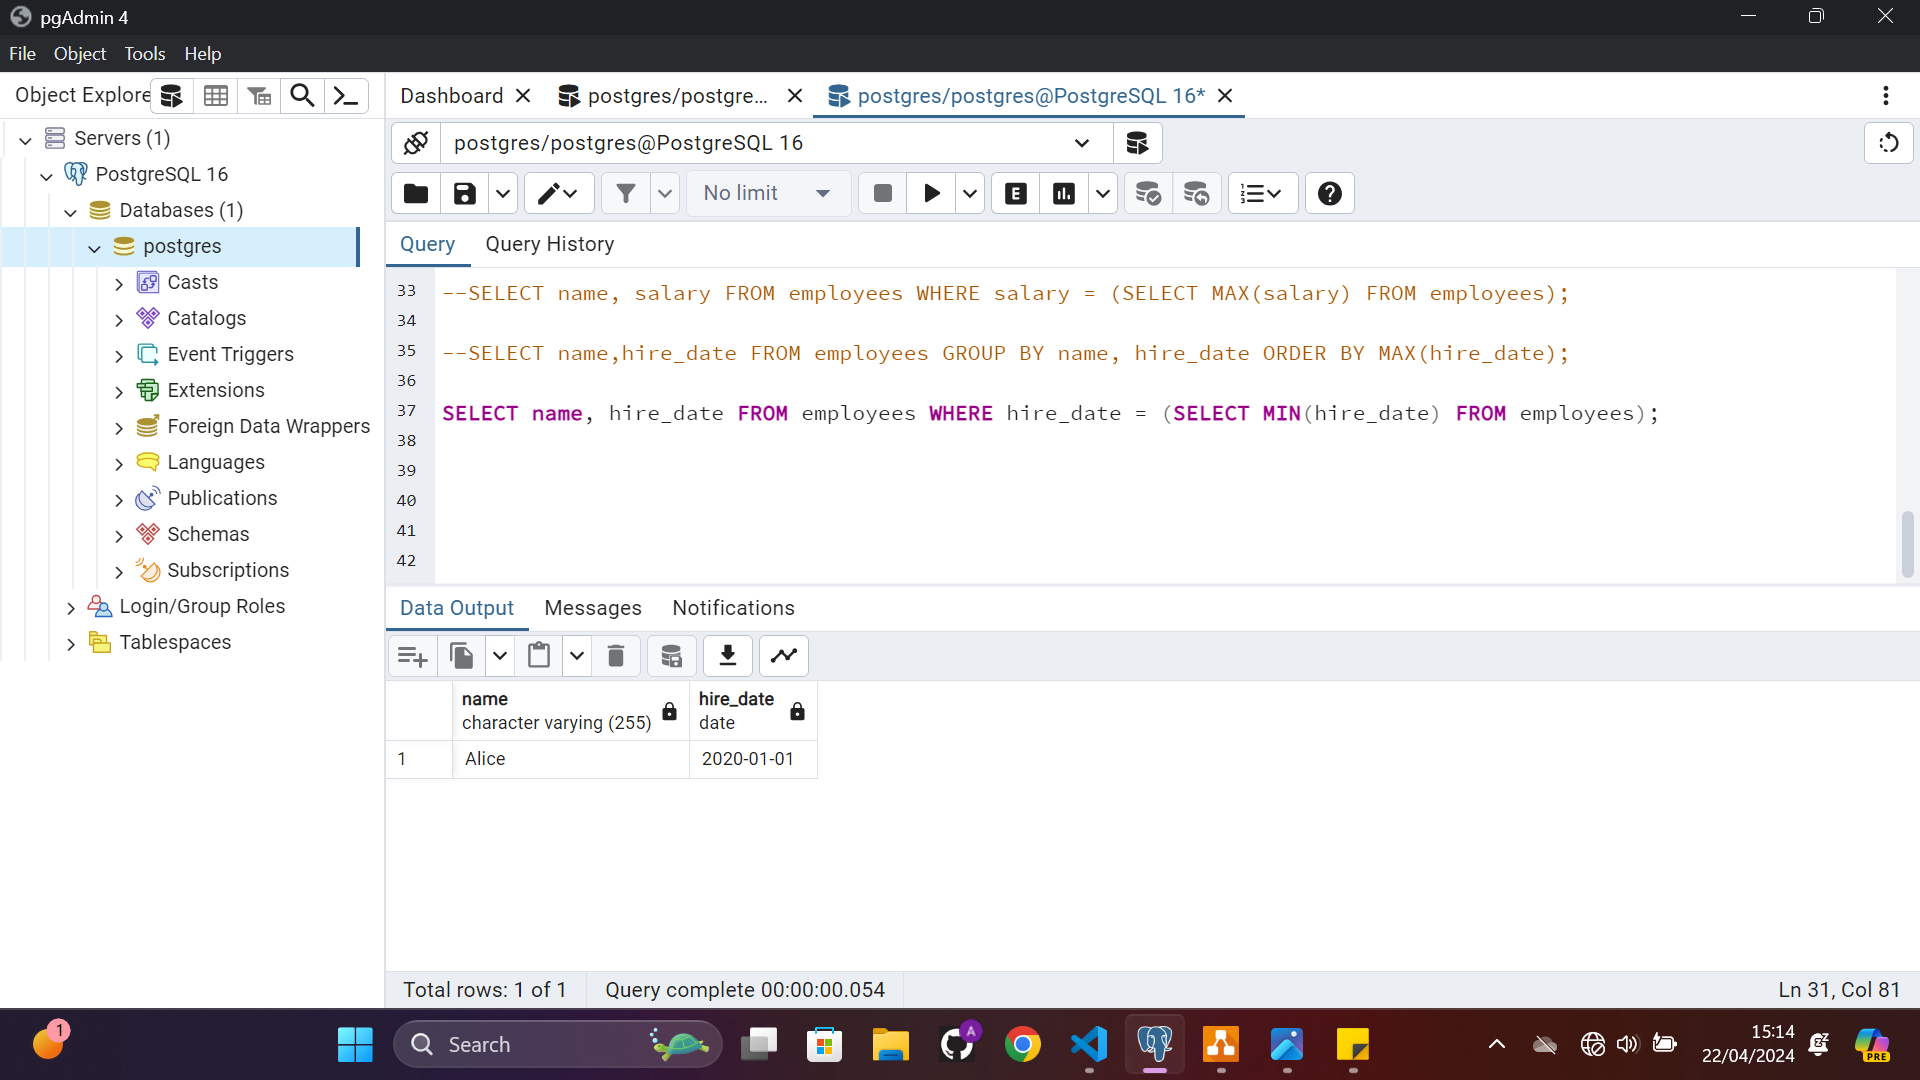 pgAdmin 4
File Object Tools Help
Object Explore
Dashboard postgres/postgre... postgres/postgres@PostgreSQL 16*
Servers (1)
PostgreSQL 16
Databases (1)
postgres
Casts
Catalogs
Event Triggers
Extensions
Foreign Data Wrappers
Languages
Publications
Schemas
Subscriptions
Login/Group Roles
Tablespaces
postgres/postgres@PostgreSQL 16
No limit
E
Query Query History
33 --SELECT name, salary FROM employees WHERE salary = (SELECT MAX(salary) FROM employees);
34
35 --SELECT name,hire_date FROM employees GROUP BY name, hire_date ORDER BY MAX(hire_date);
36
37 SELECT name, hire_date FROM employees WHERE hire_date = (SELECT MIN(hire_date) FROM employees);
38
39
40
41
42
Data Output Messages Notifications
name hire_date
character varying (255) date
1 Alice 2020-01-01
Total rows: 1 of 1 Query complete 00:00:00.054 Ln 31, Col 81
1
Search
A
15:14
22/04/2024
PRE